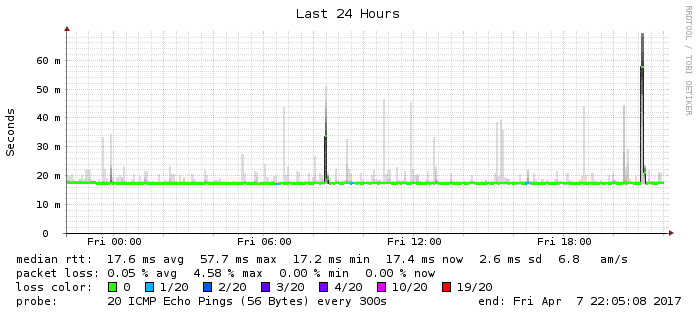 Last 24 Hours
RRDTOOL / TOBI OETIKER
Seconds
60 m
50 m
40 m
30 m
20 m
10 m
0
Fri 00:00 Fri 06:00 Fri 12:00 Fri 18:00
median rtt: 17.6 ms avg 57.7 ms max 17.2 ms min 17.4 ms now 2.6 ms sd 6.8 am/s
packet loss: 0.05 % avg 4.58 % max 0.00 % min 0.00 % now
loss color: 0 1/20 2/20 3/20 4/20 10/20 19/20
probe: 20 ICMP Echo Pings (56 Bytes) every 300s end: Fri Apr 7 22:05:08 2017